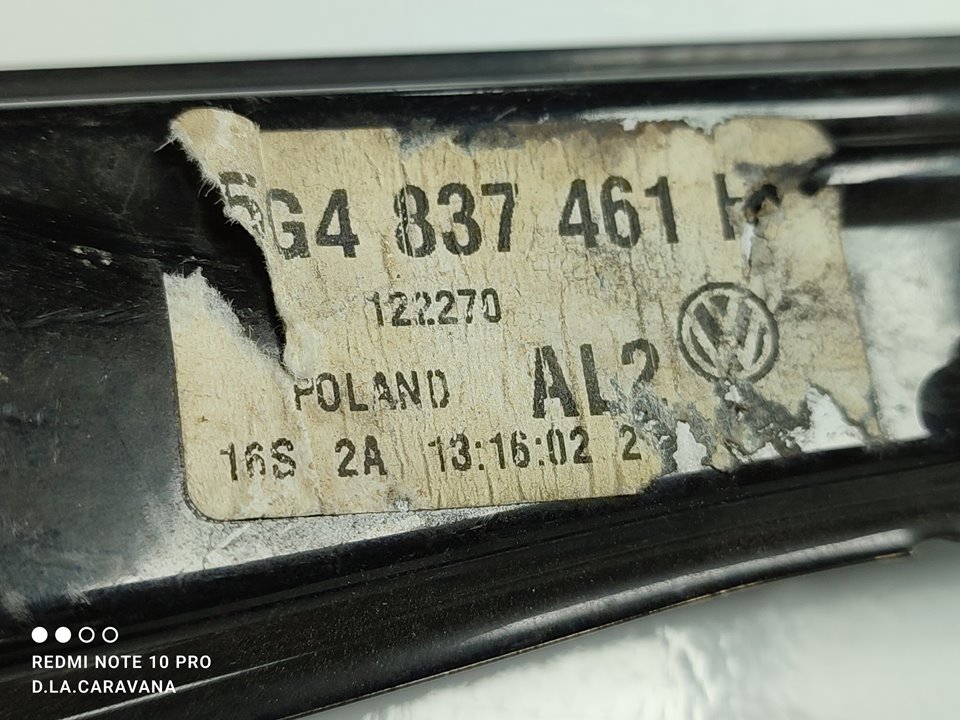 5G4 837 461
122270
POLAND AL2
16S 2A 13:16:02 2
REDMI NOTE 10 PRO
D.LA.CARAVANA